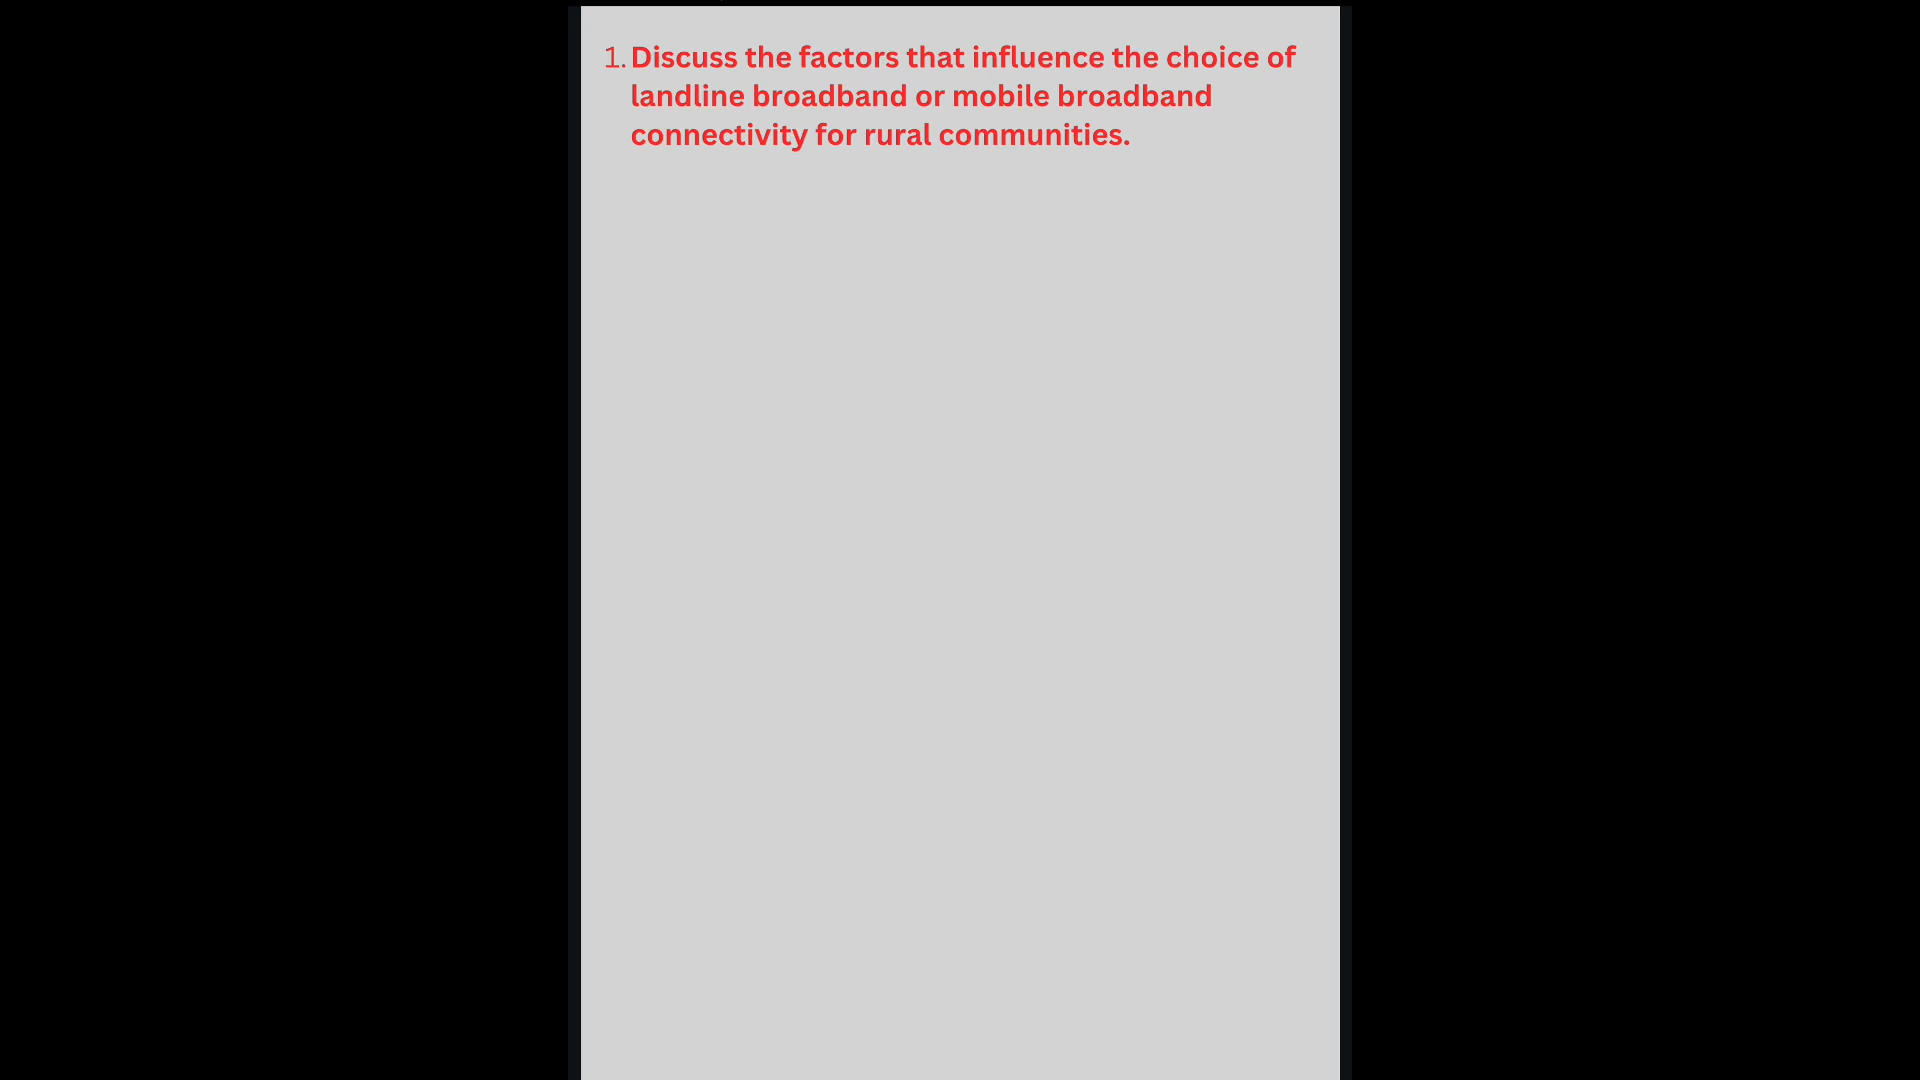 1. Discuss the factors that influence the choice of
landline broadband or mobile broadband
connectivity for rural communities.